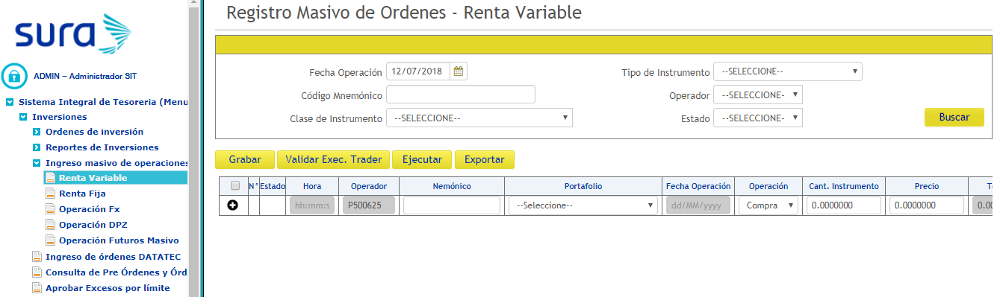 sura
ADMIN – Administrador SIT
Sistema Integral de Tesoreria (Menu
Inversiones
Ordenes de inversión
Reportes de Inversiones
Ingreso masivo de operaciones
Renta Variable
Renta Fija
Operación Fx
Operación DPZ
Operación Futuros Masivo
Ingreso de órdenes DATATEC
Consulta de Pre Órdenes y Órd
Aprobar Excesos por límite
Registro Masivo de Ordenes - Renta Variable
Fecha Operación 12/07/2018 Tipo de Instrumento --SELECCIONE--
Código Mnemónico Operador --SELECCIONE-
Clase de Instrumento --SELECCIONE-- Estado --SELECCIONE- Buscar
Grabar Validar Exec. Trader Ejecutar Exportar
N° Estado Hora Operador Nemónico Portafolio Fecha Operación Operación Cant. Instrumento Precio T
hh:mm:s P500625 --Seleccione-- dd/MM/yyyy Compra 0.0000000 0.0000000 0.00